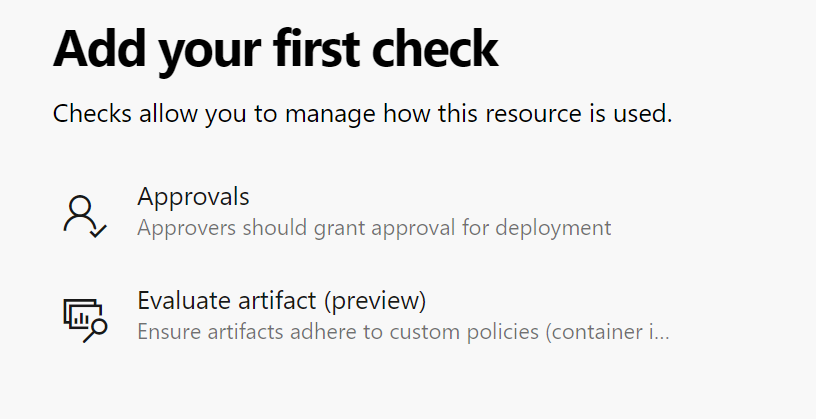 Add your first check
Checks allow you to manage how this resource is used.
Approvals
Approvers should grant approval for deployment
Evaluate artifact (preview)
Ensure artifacts adhere to custom policies (container i...